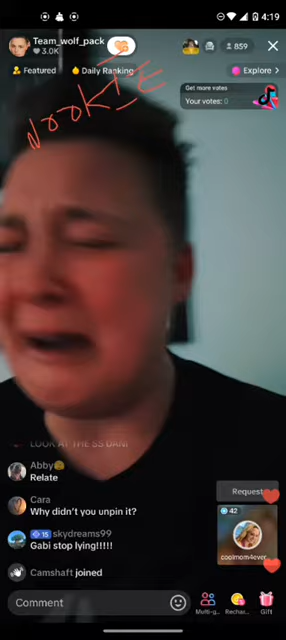 4:19
Team_wolf_pack
3.0K
859
Featured
Daily Ranking
Explore
NOOKIE
Get more votes
Your votes: 0
LOOK AT THE SS DANI
Abby
Relate
Cara
Why didn't you unpin it?
15 skydreams99
Gabi stop lying!!!!!
Camshaft joined
Request
42
coolmom4ever..
Comment
Multi-g...
Rechar...
Gift